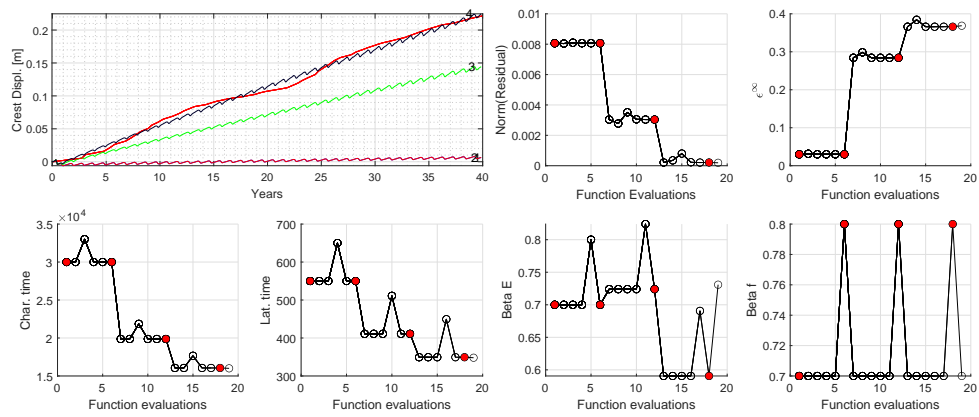 Crest Displ. [m]
0.2
0.15
0.1
0.05
0
4
3
0 5 10 15 20 25 30 35 40
Years
Norm(Residual)
0.008
0.006
0.004
0.002
0
0 5 10 15 20
Function Evaluations
ϵ^∞
0.4
0.3
0.2
0.1
0
0 5 10 15 20
Function evaluations
×10^4
Char. time
3.5
3
2.5
2
1.5
0 5 10 15 20
Function evaluations
Lat. time
700
600
500
400
300
0 5 10 15 20
Function evaluations
Beta E
0.8
0.75
0.7
0.65
0.6
0 5 10 15 20
Function evaluations
Beta f
0.8
0.78
0.76
0.74
0.72
0.7
0 5 10 15 20
Function evaluations